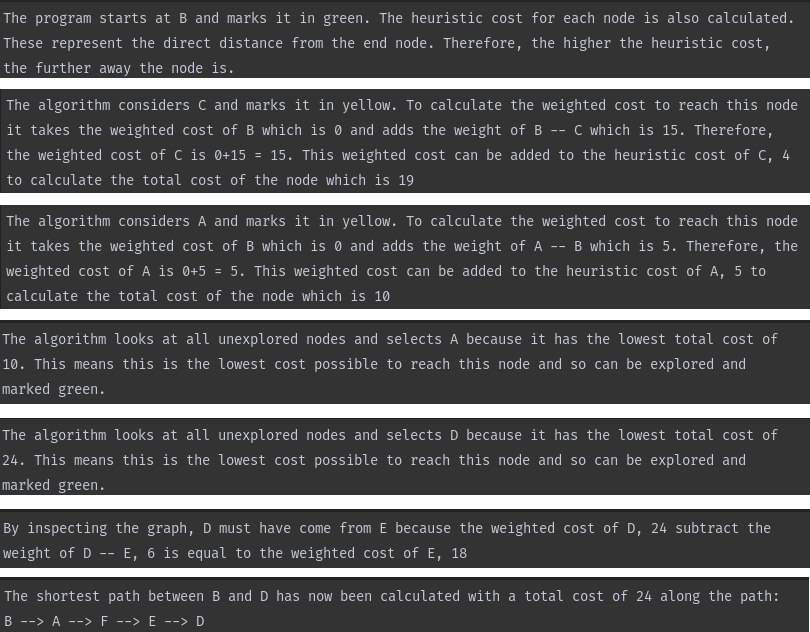 The program starts at B and marks it in green. The heuristic cost for each node is also calculated.
These represent the direct distance from the end node. Therefore, the higher the heuristic cost,
the further away the node is.
The algorithm considers C and marks it in yellow. To calculate the weighted cost to reach this node
it takes the weighted cost of B which is 0 and adds the weight of B -- C which is 15. Therefore,
the weighted cost of C is 0+15 = 15. This weighted cost can be added to the heuristic cost of C, 4
to calculate the total cost of the node which is 19
The algorithm considers A and marks it in yellow. To calculate the weighted cost to reach this node
it takes the weighted cost of B which is 0 and adds the weight of A -- B which is 5. Therefore, the
weighted cost of A is 0+5 = 5. This weighted cost can be added to the heuristic cost of A, 5 to
calculate the total cost of the node which is 10
The algorithm looks at all unexplored nodes and selects A because it has the lowest total cost of
10. This means this is the lowest cost possible to reach this node and so can be explored and
marked green.
The algorithm looks at all unexplored nodes and selects D because it has the lowest total cost of
24. This means this is the lowest cost possible to reach this node and so can be explored and
marked green.
By inspecting the graph, D must have come from E because the weighted cost of D, 24 subtract the
weight of D -- E, 6 is equal to the weighted cost of E, 18
The shortest path between B and D has now been calculated with a total cost of 24 along the path:
B --> A --> F --> E --> D